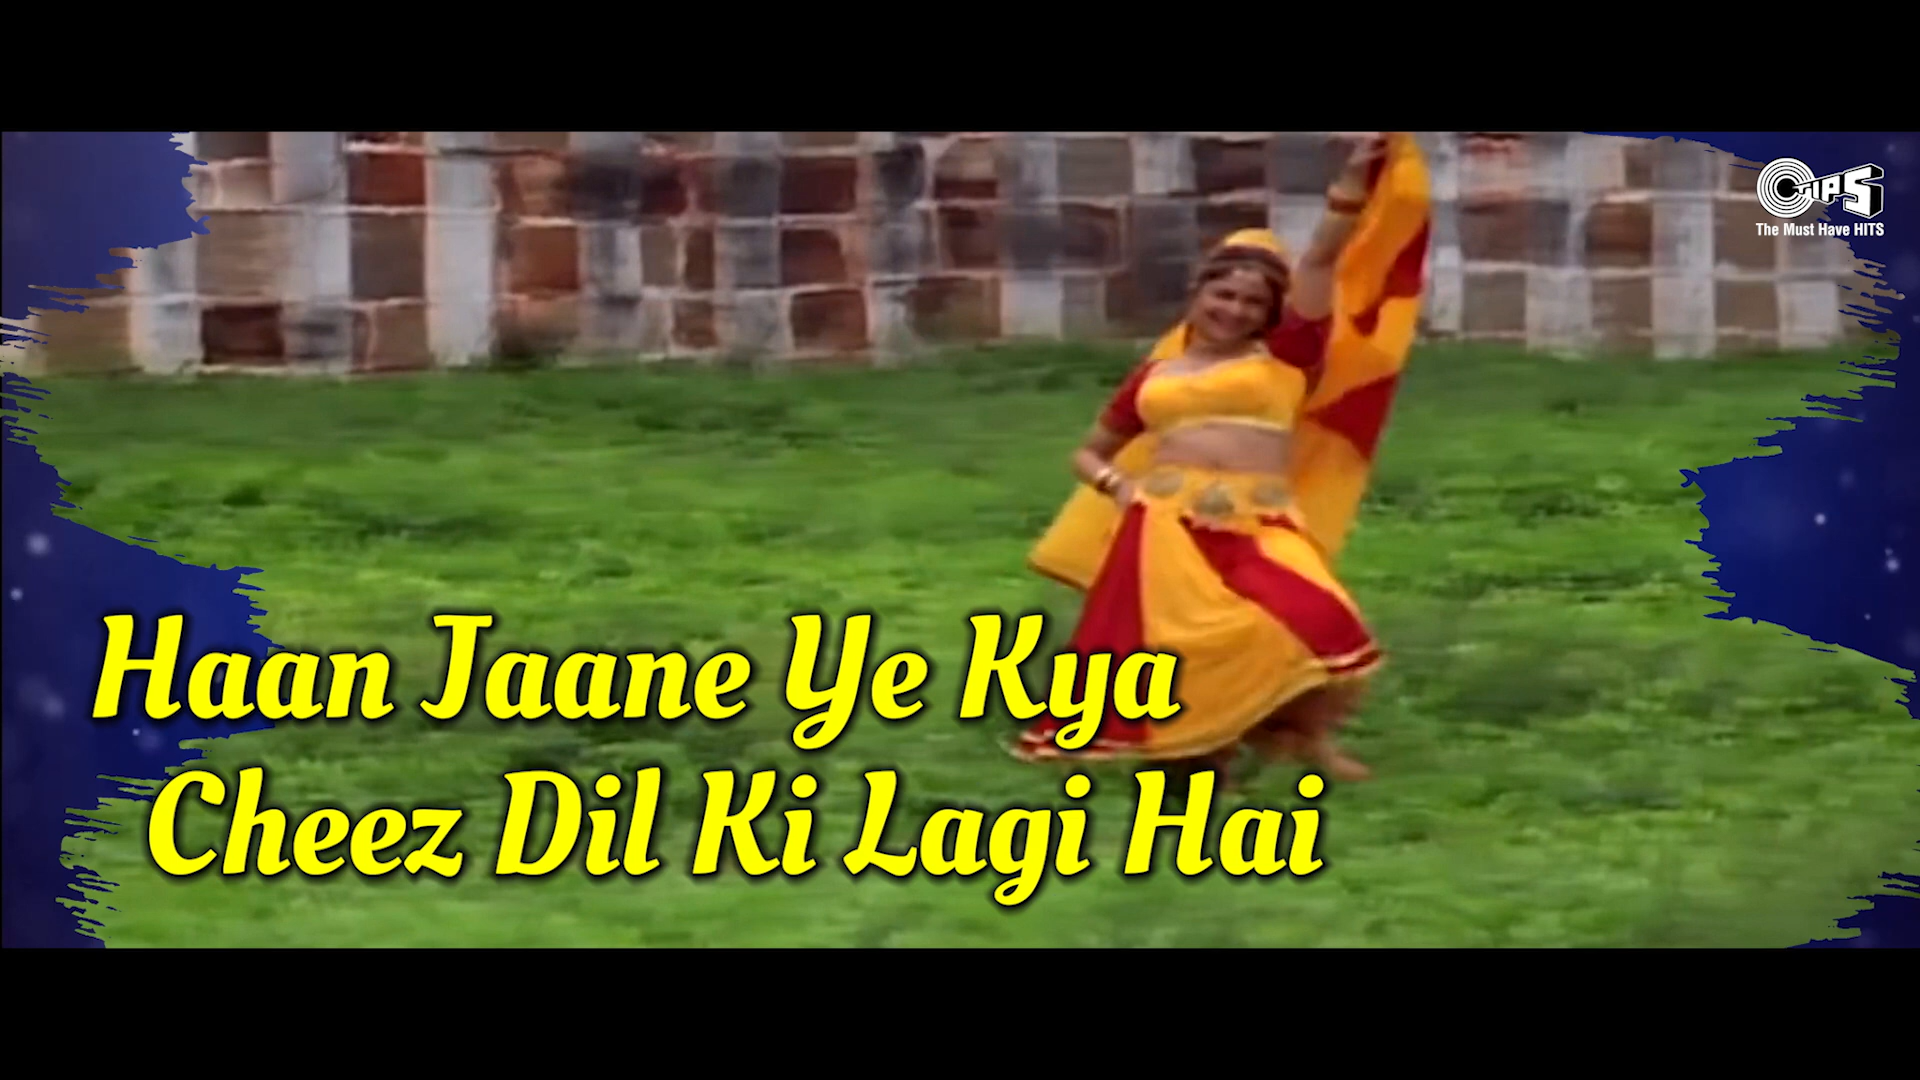 TIPS
The Must Have HITS
Haan Jaane Ye Kya
Cheez Dil Ki Lagi Hai